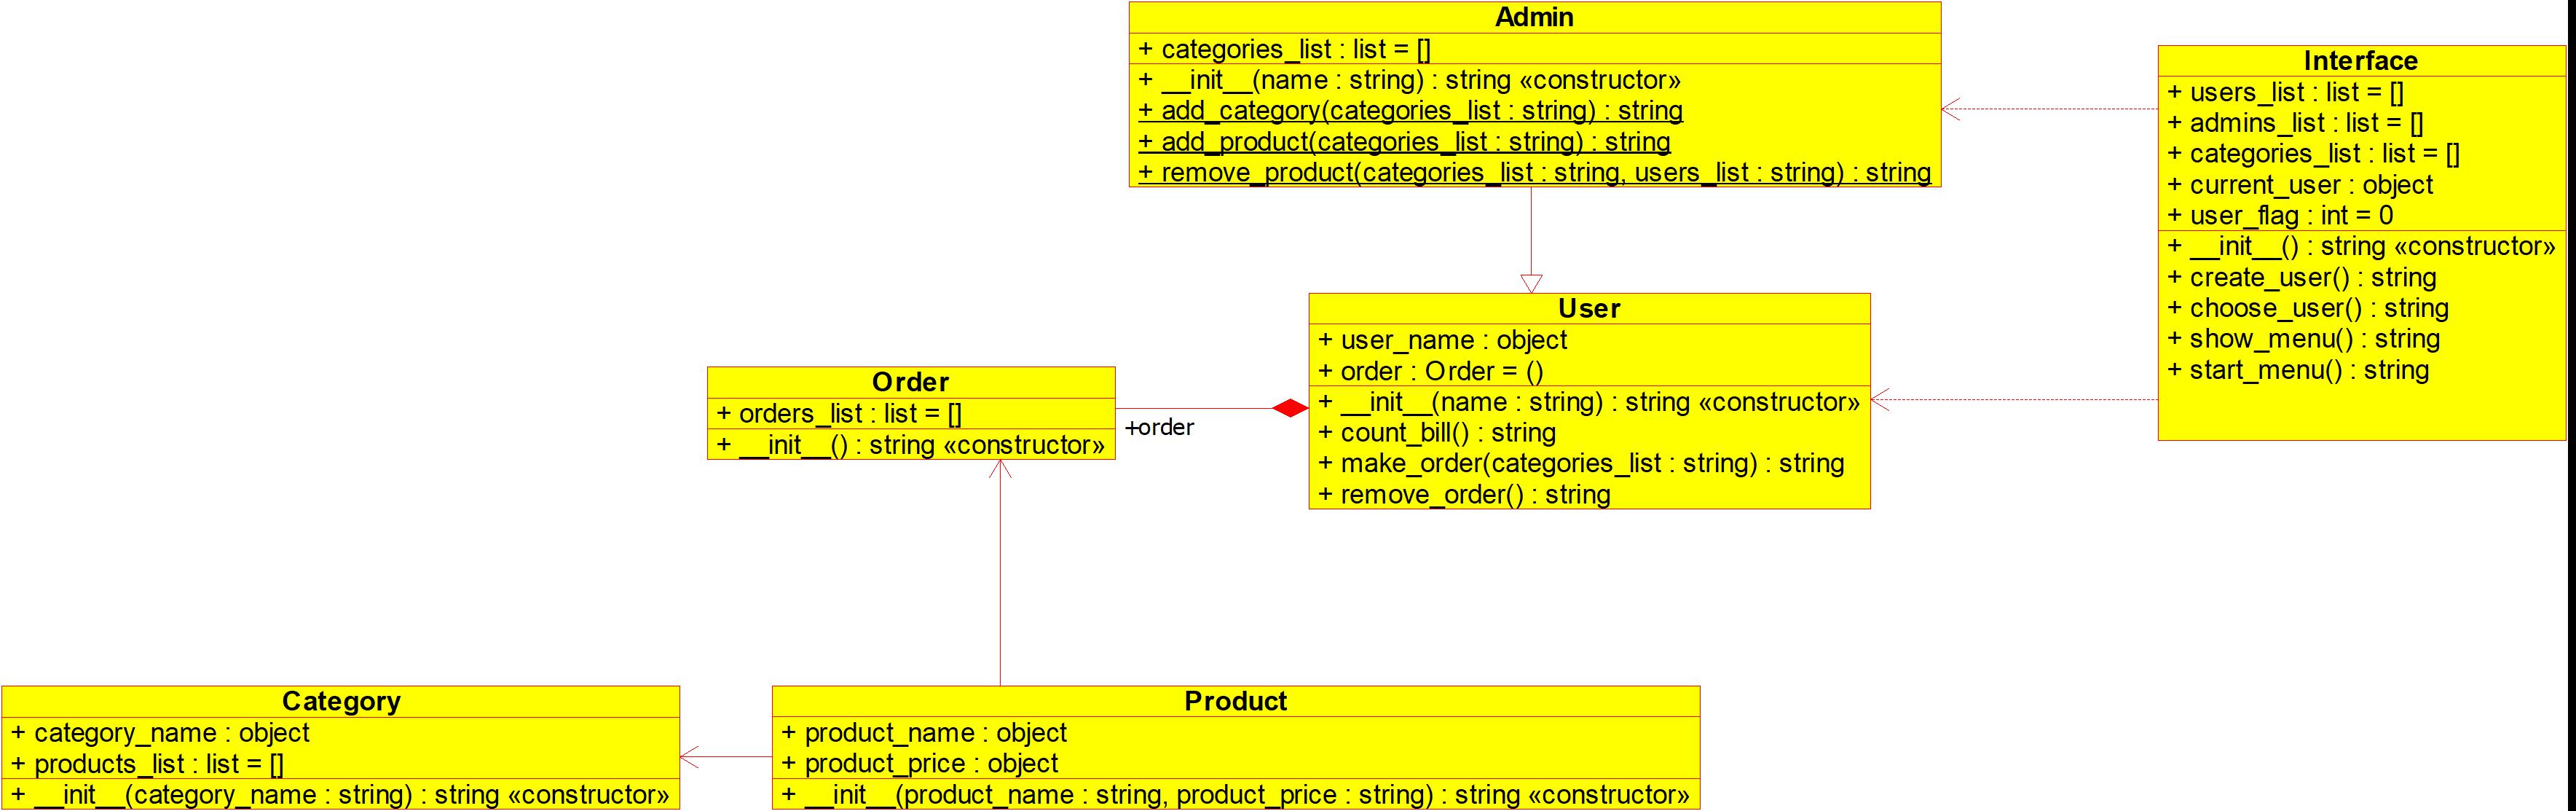 Admin
+ categories_list : list = []
+ __init__(name : string) : string «constructor»
+ add_category(categories_list : string) : string
+ add_product(categories_list : string) : string
+ remove_product(categories_list : string, users_list : string) : string
Interface
+ users_list : list = []
+ admins_list : list = []
+ categories_list : list = []
+ current_user : object
+ user_flag : int = 0
+ __init__() : string «constructor»
+ create_user() : string
+ choose_user() : string
+ show_menu() : string
+ start_menu() : string
User
+ user_name : object
+ order : Order = ()
+ __init__(name : string) : string «constructor»
+ count_bill() : string
+ make_order(categories_list : string) : string
+ remove_order() : string
Order
+ orders_list : list = []
+ __init__() : string «constructor»
+order
Category
+ category_name : object
+ products_list : list = []
+ __init__(category_name : string) : string «constructor»
Product
+ product_name : object
+ product_price : object
+ __init__(product_name : string, product_price : string) : string «constructor»